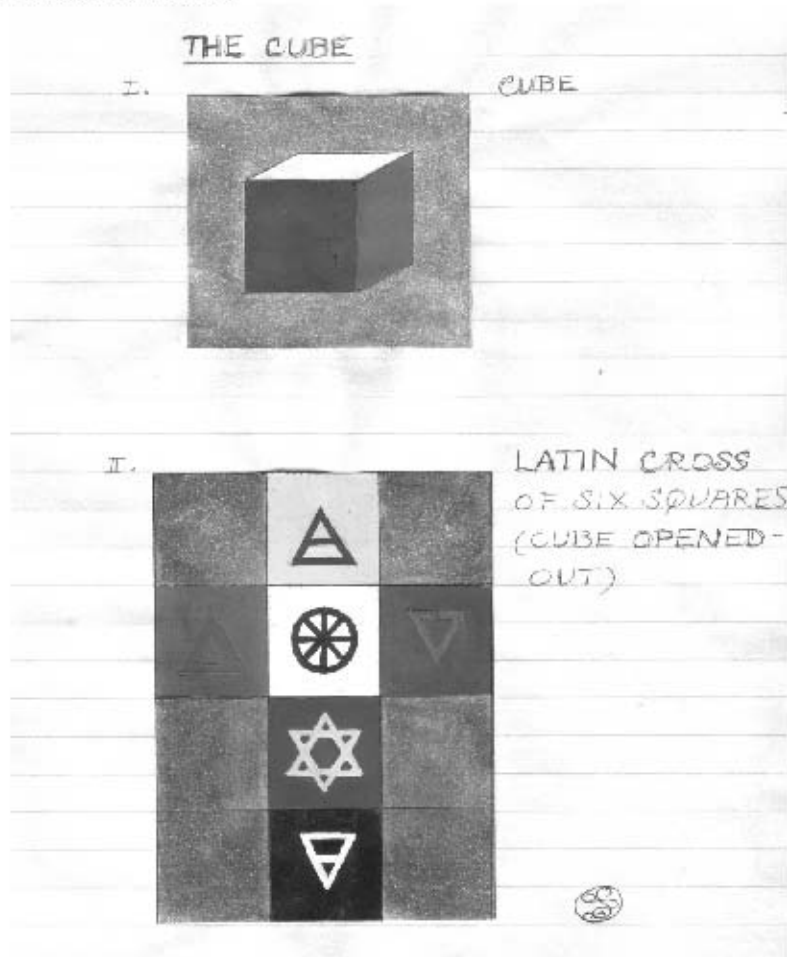 THE CUBE
I.
CUBE
II.
LATIN CROSS
OF SIX SQUARES
(CUBE OPENED-
OUT)